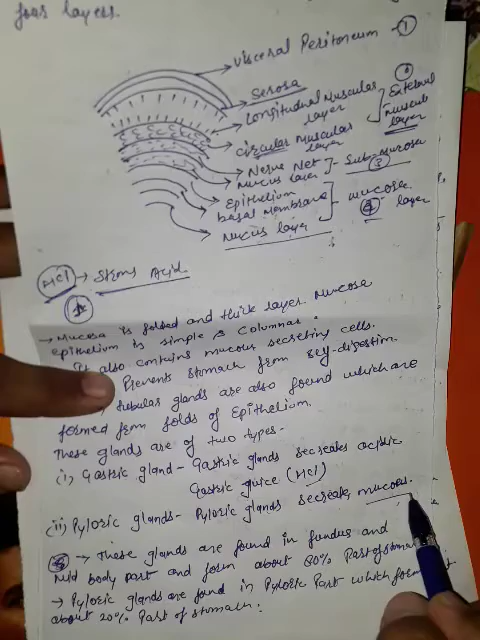 four layers.
Visceral Peritoneum - ①
Serosa
Longitudnal Muscular layer
Circular Muscular layer
External muscular layer
②
Nerve Net
Mucus layer
Sub-mucosa
③
Epithelium
basal Membrane
mucosa layer
④
Mucus layer
HCl → Strong Acid
→ Mucosa is folded and thick layer. Mucosa
epithelium is simple & columnar.
It also contains mucous secreting cells.
Prevents stomach from self-digestion.
tubular glands are also found which are
formed from folds of Epithelium.
These glands are of two types-
(i) Gastric gland - Gastric glands secreates acidic
Gastric guice (HCl)
(ii) Pyloric glands - Pyloric glands secreate mucous.
→ These glands are found in fundus and
Mid body part and form about 80% Part of stoma
→ Pyloric glands are found in Pyloric Part which form
about 20% Part of stomach.